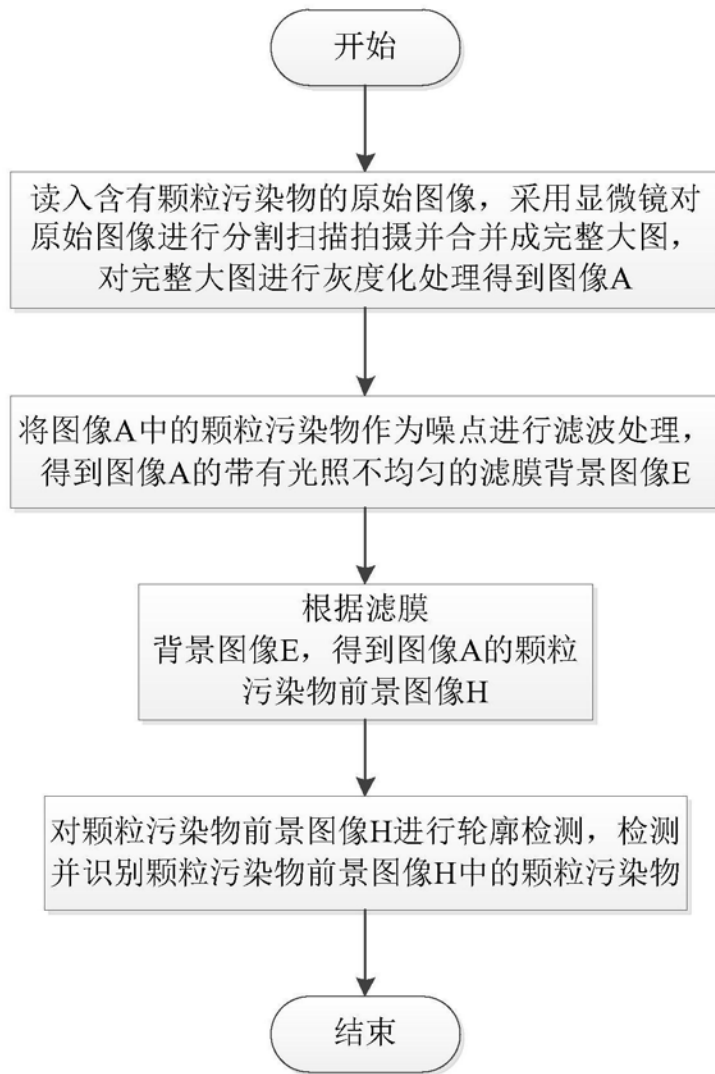 开始
读入含有颗粒污染物的原始图像，采用显微镜对
原始图像进行分割扫描拍摄并合并成完整大图，
对完整大图进行灰度化处理得到图像A
将图像A中的颗粒污染物作为噪点进行滤波处理，
得到图像A的带有光照不均匀的滤膜背景图像E
根据滤膜
背景图像E，得到图像A的颗粒
污染物前景图像H
对颗粒污染物前景图像H进行轮廓检测，检测
并识别颗粒污染物前景图像H中的颗粒污染物
结束